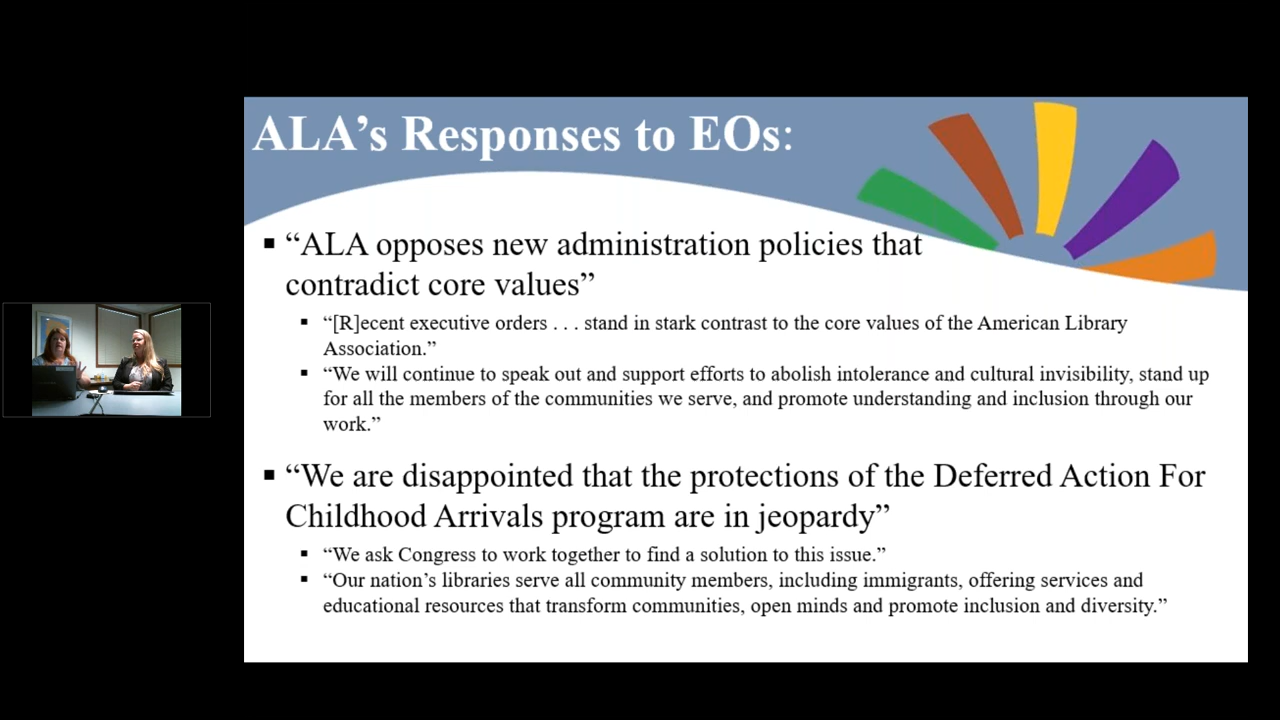 ALA’s Responses to EOs:
“ALA opposes new administration policies that
contradict core values”
“[R]ecent executive orders . . . stand in stark contrast to the core values of the American Library
Association.”
“We will continue to speak out and support efforts to abolish intolerance and cultural invisibility, stand up
for all the members of the communities we serve, and promote understanding and inclusion through our
work.”
“We are disappointed that the protections of the Deferred Action For
Childhood Arrivals program are in jeopardy”
“We ask Congress to work together to find a solution to this issue.”
“Our nation’s libraries serve all community members, including immigrants, offering services and
educational resources that transform communities, open minds and promote inclusion and diversity.”